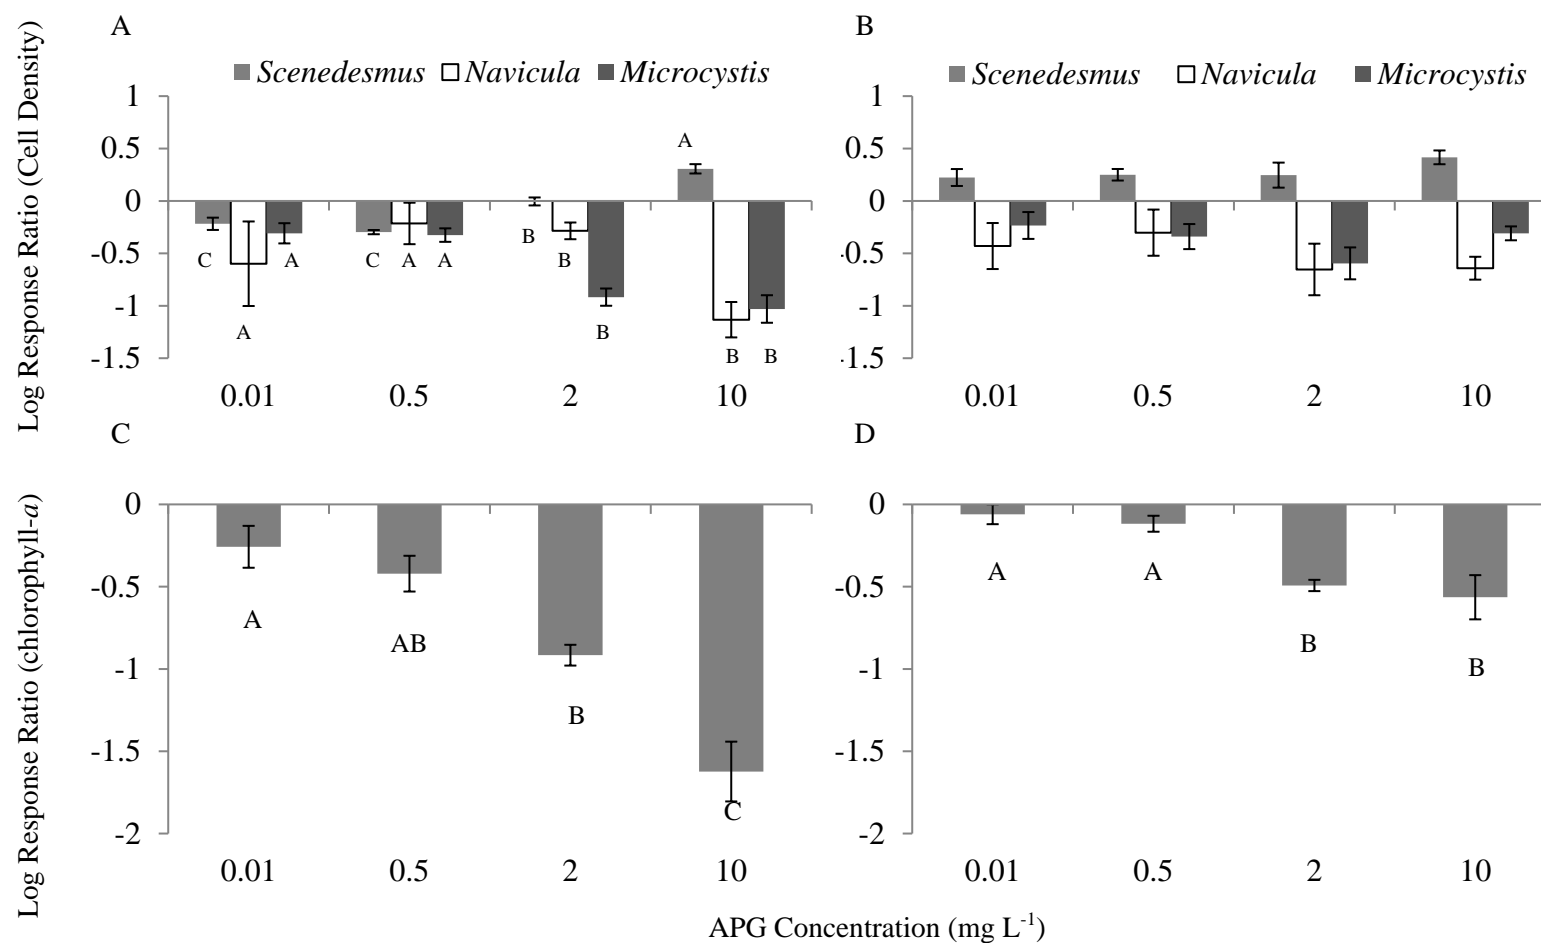 A
B
Log Response Ratio (Cell Density)
Scenedesmus Navicula Microcystis
Scenedesmus Navicula Microcystis
1
0.5
0
-0.5
-1
-1.5
A
C A B
A A A B
A B B B
0.01 0.5 2 10
1
0.5
0
.0.5
-1
.1.5
0.01 0.5 2 10
C
D
Log Response Ratio (chlorophyll-a)
0
-0.5
-1
-1.5
-2
A
AB
B
C
0.01 0.5 2 10
0
-0.5
-1
-1.5
-2
A A
B
B
0.01 0.5 2 10
APG Concentration (mg L-1)